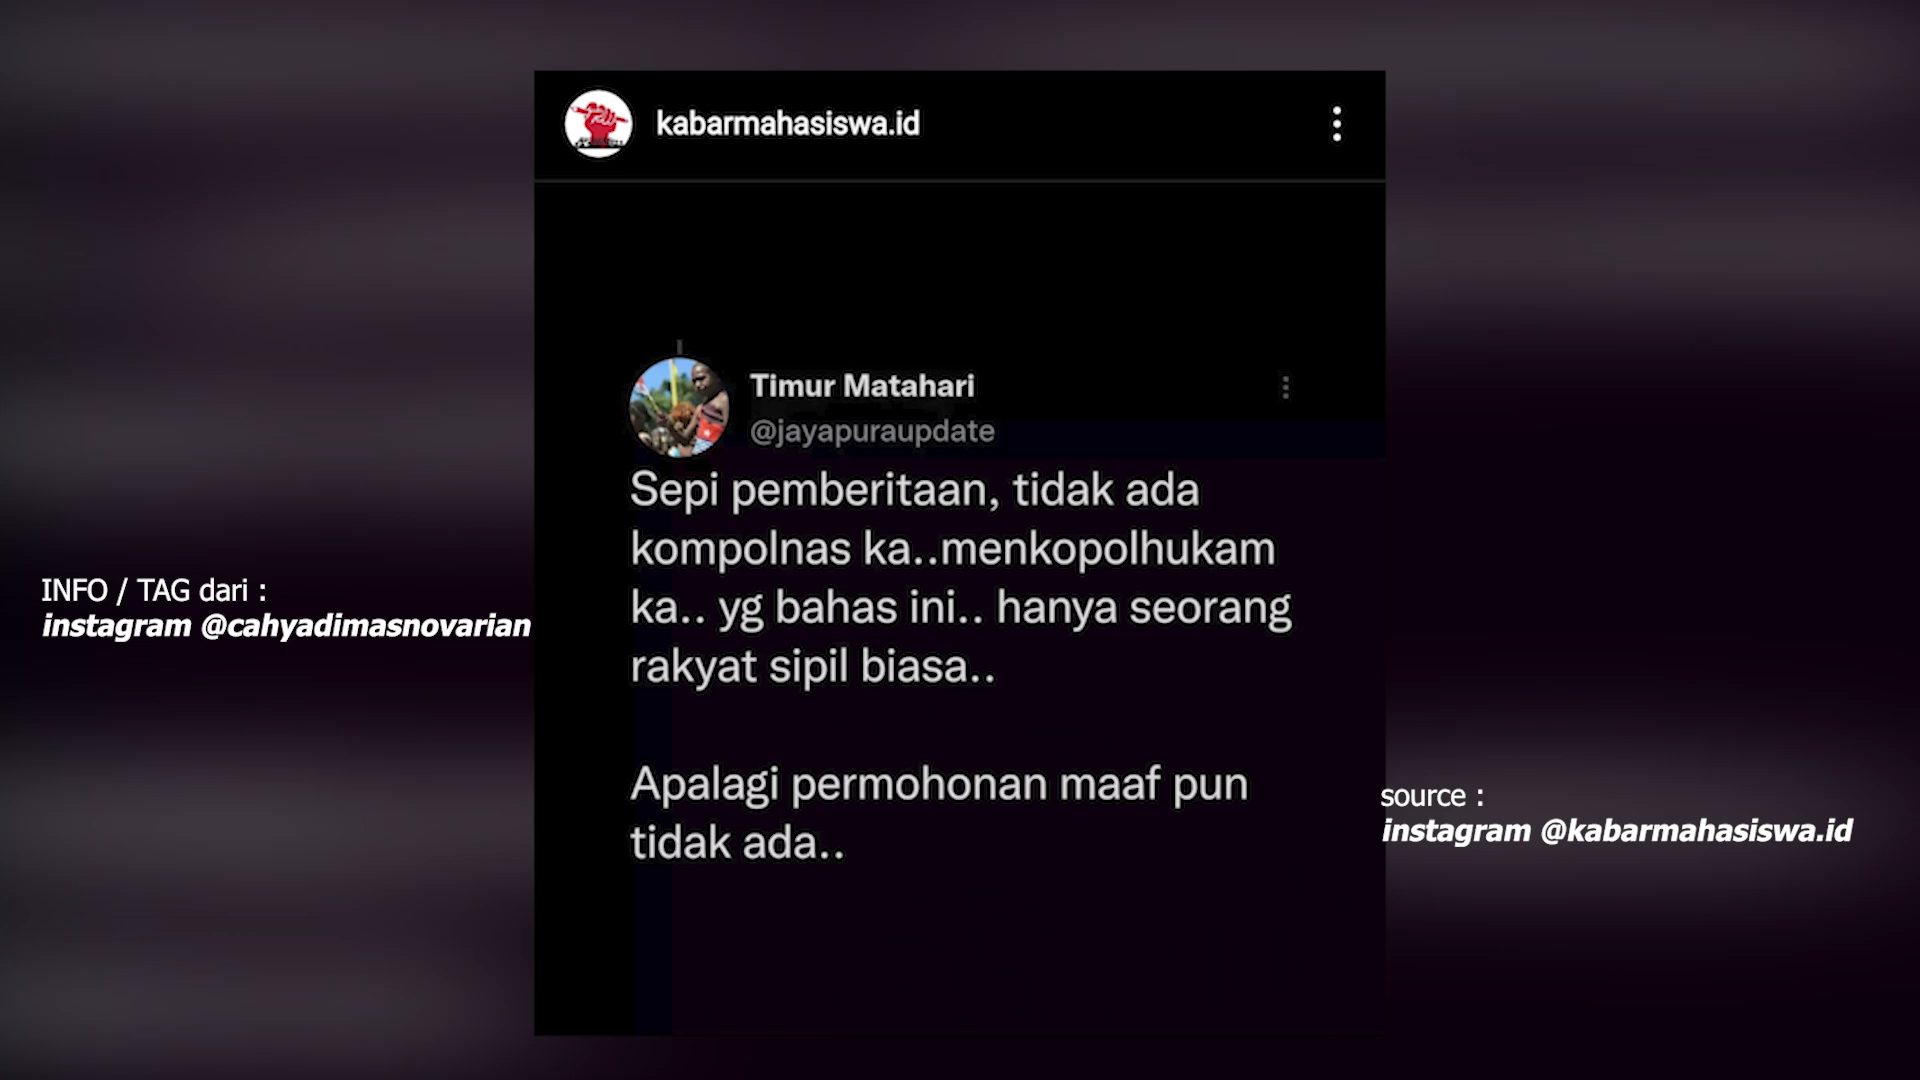 kabarmahasiswa.id
Timur Matahari
@jayapuraupdate
Sepi pemberitaan, tidak ada
kompolnas ka..menkopolhukam
ka.. yg bahas ini.. hanya seorang
rakyat sipil biasa..
Apalagi permohonan maaf pun
tidak ada..
INFO / TAG dari :
instagram @cahyadimasnovarian
source :
instagram @kabarmahasiswa.id